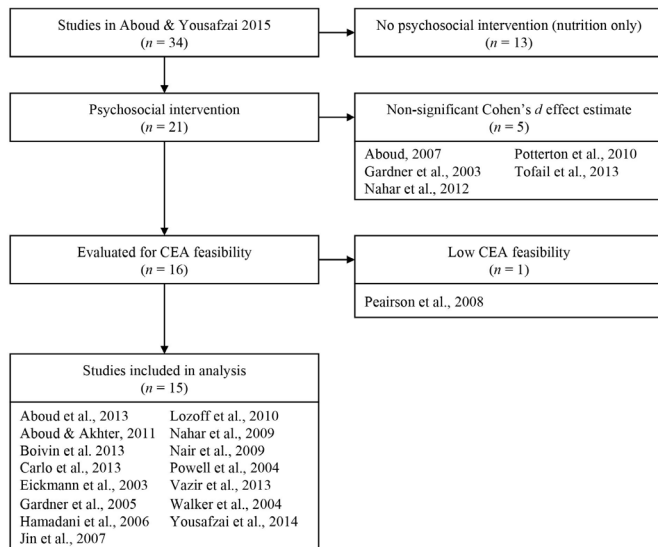 Studies in Aboud & Yousafzai 2015
(n = 34)
No psychosocial intervention (nutrition only)
(n = 13)
Psychosocial intervention
(n = 21)
Non-significant Cohen's d effect estimate
(n = 5)
Aboud, 2007 Potterton et al., 2010
Gardner et al., 2003 Tofail et al., 2013
Nahar et al., 2012
Evaluated for CEA feasibility
(n = 16)
Low CEA feasibility
(n = 1)
Peairson et al., 2008
Studies included in analysis
(n = 15)
Aboud et al., 2013 Lozoff et al., 2010
Aboud & Akhter, 2011 Nahar et al., 2009
Boivin et al. 2013 Nair et al., 2009
Carlo et al., 2013 Powell et al., 2004
Eickmann et al., 2003 Vazir et al., 2013
Gardner et al., 2005 Walker et al., 2004
Hamadani et al., 2006 Yousafzai et al., 2014
Jin et al., 2007